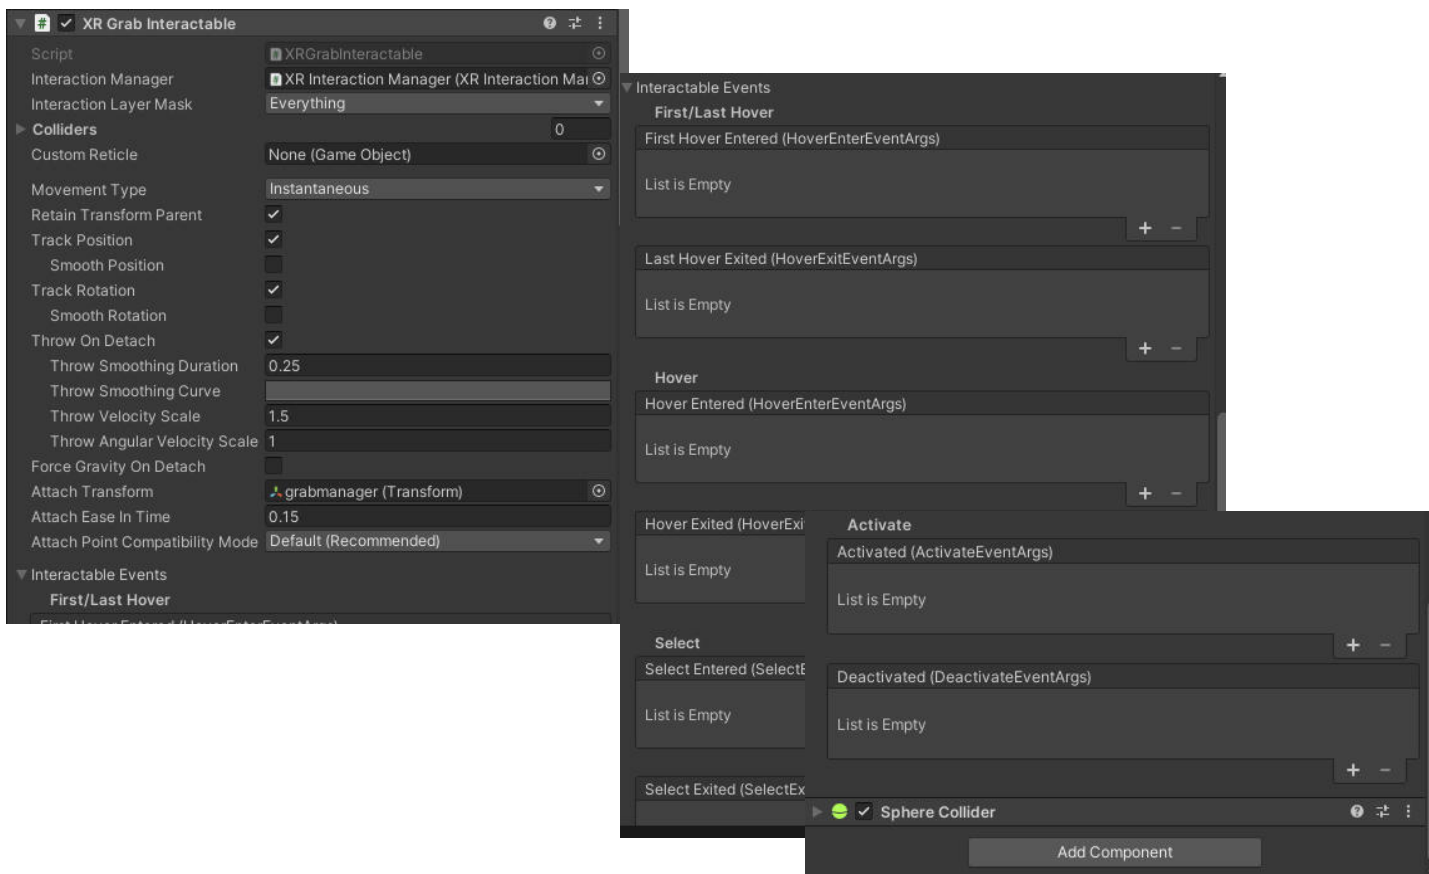 XR Grab Interactable
Script XRGrabInteractable
Interaction Manager XR Interaction Manager (XR Interaction Mar
Interaction Layer Mask Everything
Colliders 0
Custom Reticle None (Game Object)
Movement Type Instantaneous
Retain Transform Parent
Track Position
Smooth Position
Track Rotation
Smooth Rotation
Throw On Detach
Throw Smoothing Duration 0.25
Throw Smoothing Curve
Throw Velocity Scale 1.5
Throw Angular Velocity Scale 1
Force Gravity On Detach
Attach Transform grabmanager (Transform)
Attach Ease In Time 0.15
Attach Point Compatibility Mode Default (Recommended)
Interactable Events
First/Last Hover
First Hover Entered (HoverEnterEventArgs)
Interactable Events
First/Last Hover
First Hover Entered (HoverEnterEventArgs)
List is Empty
+ −
Last Hover Exited (HoverExitEventArgs)
List is Empty
+ −
Hover
Hover Entered (HoverEnterEventArgs)
List is Empty
+ −
Hover Exited (HoverExi
List is Empty
Select
Select Entered (SelectE
List is Empty
Select Exited (SelectEx
Activate
Activated (ActivateEventArgs)
List is Empty
+ −
Deactivated (DeactivateEventArgs)
List is Empty
+ −
Sphere Collider
Add Component